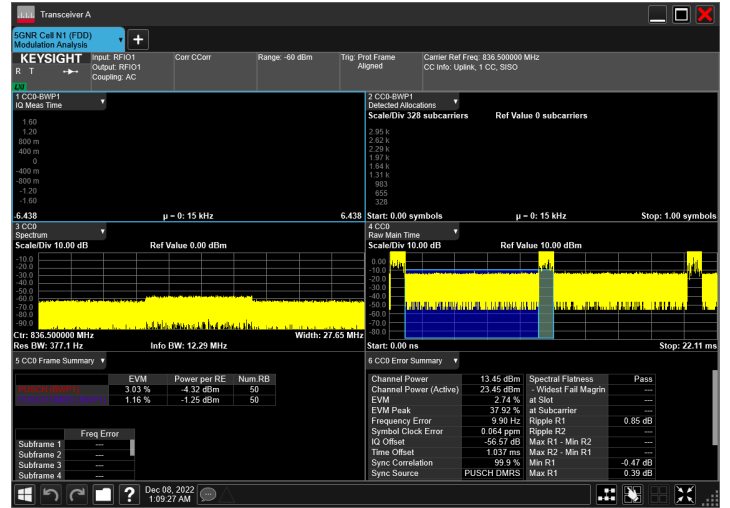 Transceiver A
5GNR Cell N1 (FDD)
Modulation Analysis
KEYSIGHT
R T
LXI
Input: RFIO1
Output: RFIO1
Coupling: AC
Corr CCorr
Range: -60 dBm
Trig: Prot Frame
Aligned
Carrier Ref Freq: 836.500000 MHz
CC Info: Uplink, 1 CC, SISO
1 CC0-BWP1
IQ Meas Time
1.60
1.20
800 m
400 m
0
-400 m
-800 m
-1.20
-1.60
-6.438
μ = 0: 15 kHz
6.438
2 CC0-BWP1
Detected Allocations
Scale/Div 328 subcarriers
Ref Value 0 subcarriers
2.95 k
2.62 k
2.29 k
1.97 k
1.64 k
1.31 k
983
655
328
Start: 0.00 symbols
μ = 0: 15 kHz
Stop: 1.00 symbols
3 CC0
Spectrum
Scale/Div 10.00 dB
Ref Value 0.00 dBm
-10.0
-20.0
-30.0
-40.0
-50.0
-60.0
-70.0
-80.0
-90.0
Ctr: 836.500000 MHz
Width: 27.65 MHz
Res BW: 377.1 Hz
Info BW: 12.29 MHz
4 CC0
Raw Main Time
Scale/Div 10.00 dB
Ref Value 10.00 dBm
0.00
-10.0
-20.0
-30.0
-40.0
-50.0
-60.0
-70.0
-80.0
Start: 0.00 ns
Stop: 22.11 ms
5 CC0 Frame Summary
EVM Power per RE Num.RB
3.03 % -4.32 dBm 50
1.16 % -1.25 dBm 50
Freq Error
Subframe 1 ---
Subframe 2 ---
Subframe 3 ---
Subframe 4 ---
6 CC0 Error Summary
Channel Power 13.45 dBm Spectral Flatness Pass
Channel Power (Active) 23.45 dBm - Widest Fail Magrin ---
EVM 2.74 % at Slot ---
EVM Peak 37.92 % at Subcarrier ---
Frequency Error 9.90 Hz Ripple R1 0.85 dB
Symbol Clock Error 0.064 ppm Ripple R2 ---
IQ Offset -56.57 dB Max R1 - Min R2 ---
Time Offset 1.037 ms Max R2 - Min R1 ---
Sync Correlation 99.9 % Min R1 -0.47 dB
Sync Source PUSCH DMRS Max R1 0.39 dB
Dec 08, 2022
1:09:27 AM